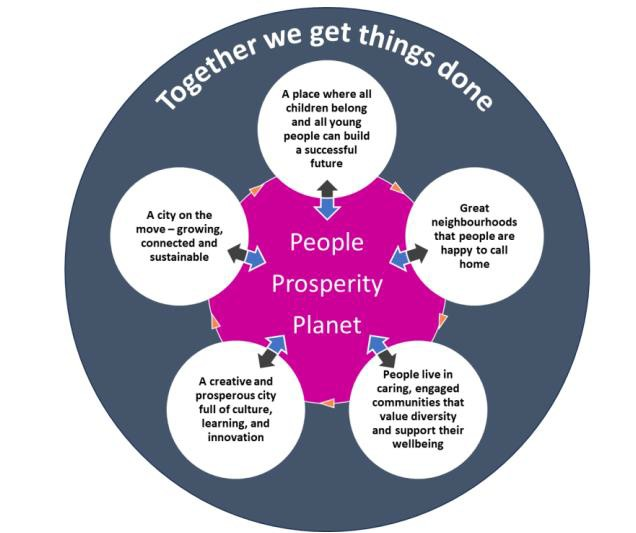 Together we get things done
A place where all
children belong
and all young
people can build
a successful
future
Great
neighbourhoods
that people are
happy to call
home
People live in
caring, engaged
communities that
value diversity
and support their
wellbeing
A creative and
prosperous city
full of culture,
learning, and
innovation
A city on the
move – growing,
connected and
sustainable
People
Prosperity
Planet